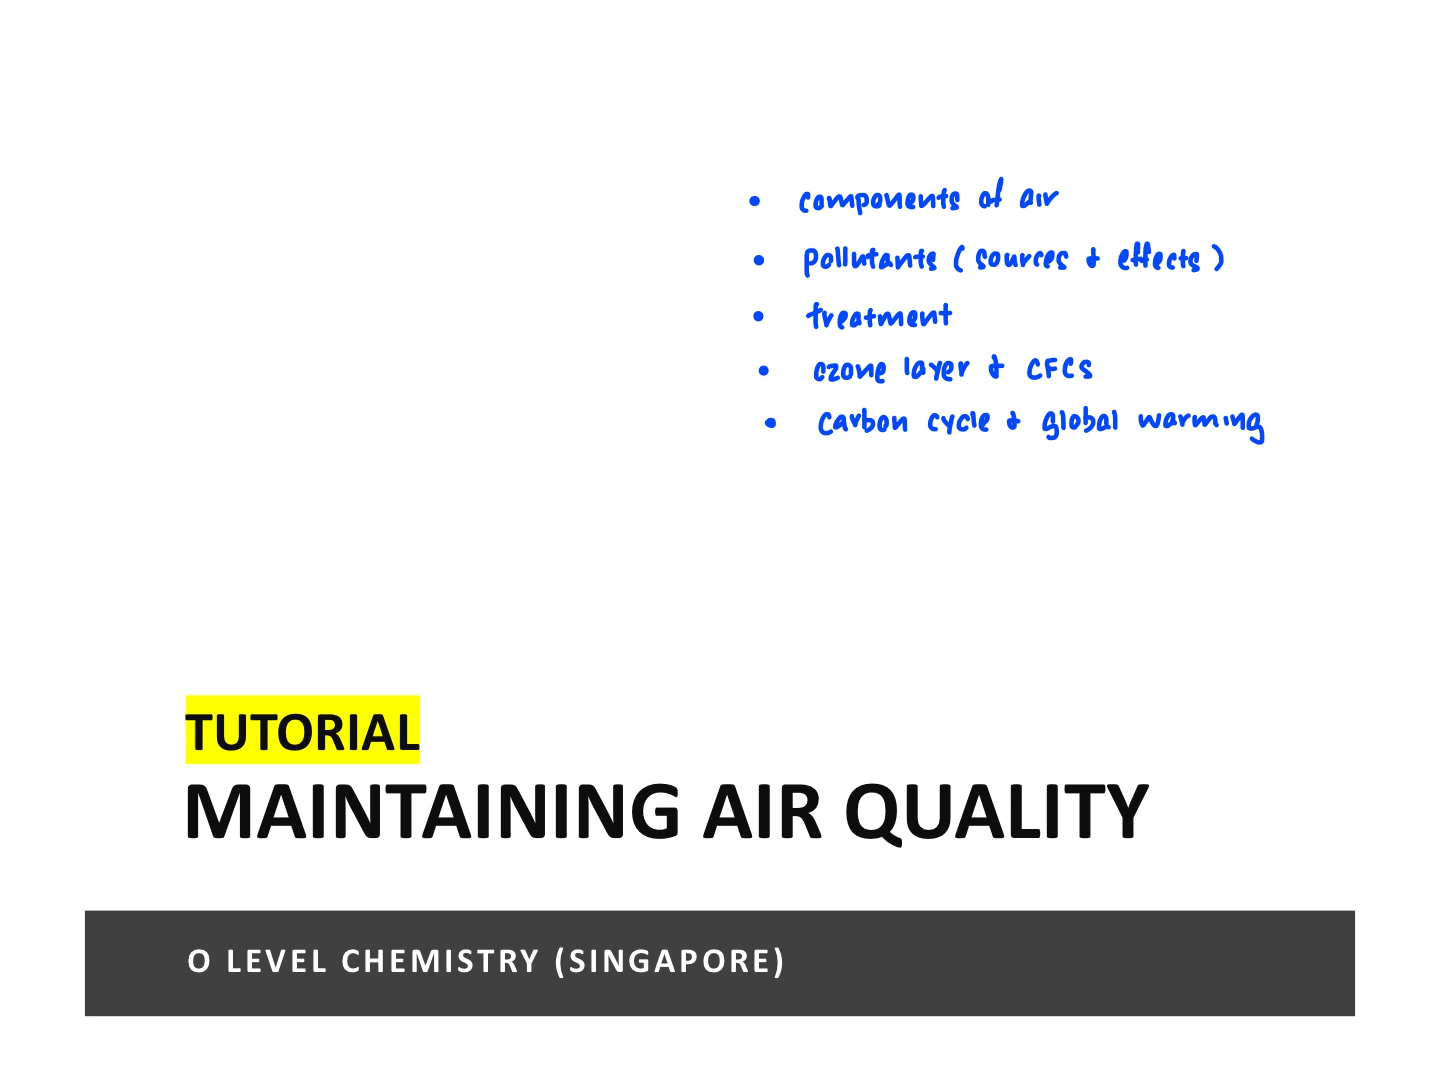 • components of air
• pollutants (sources & effects)
• treatment
• ozone layer & CFCs
• carbon cycle & global warming
TUTORIAL
MAINTAINING AIR QUALITY
O LEVEL CHEMISTRY (SINGAPORE)